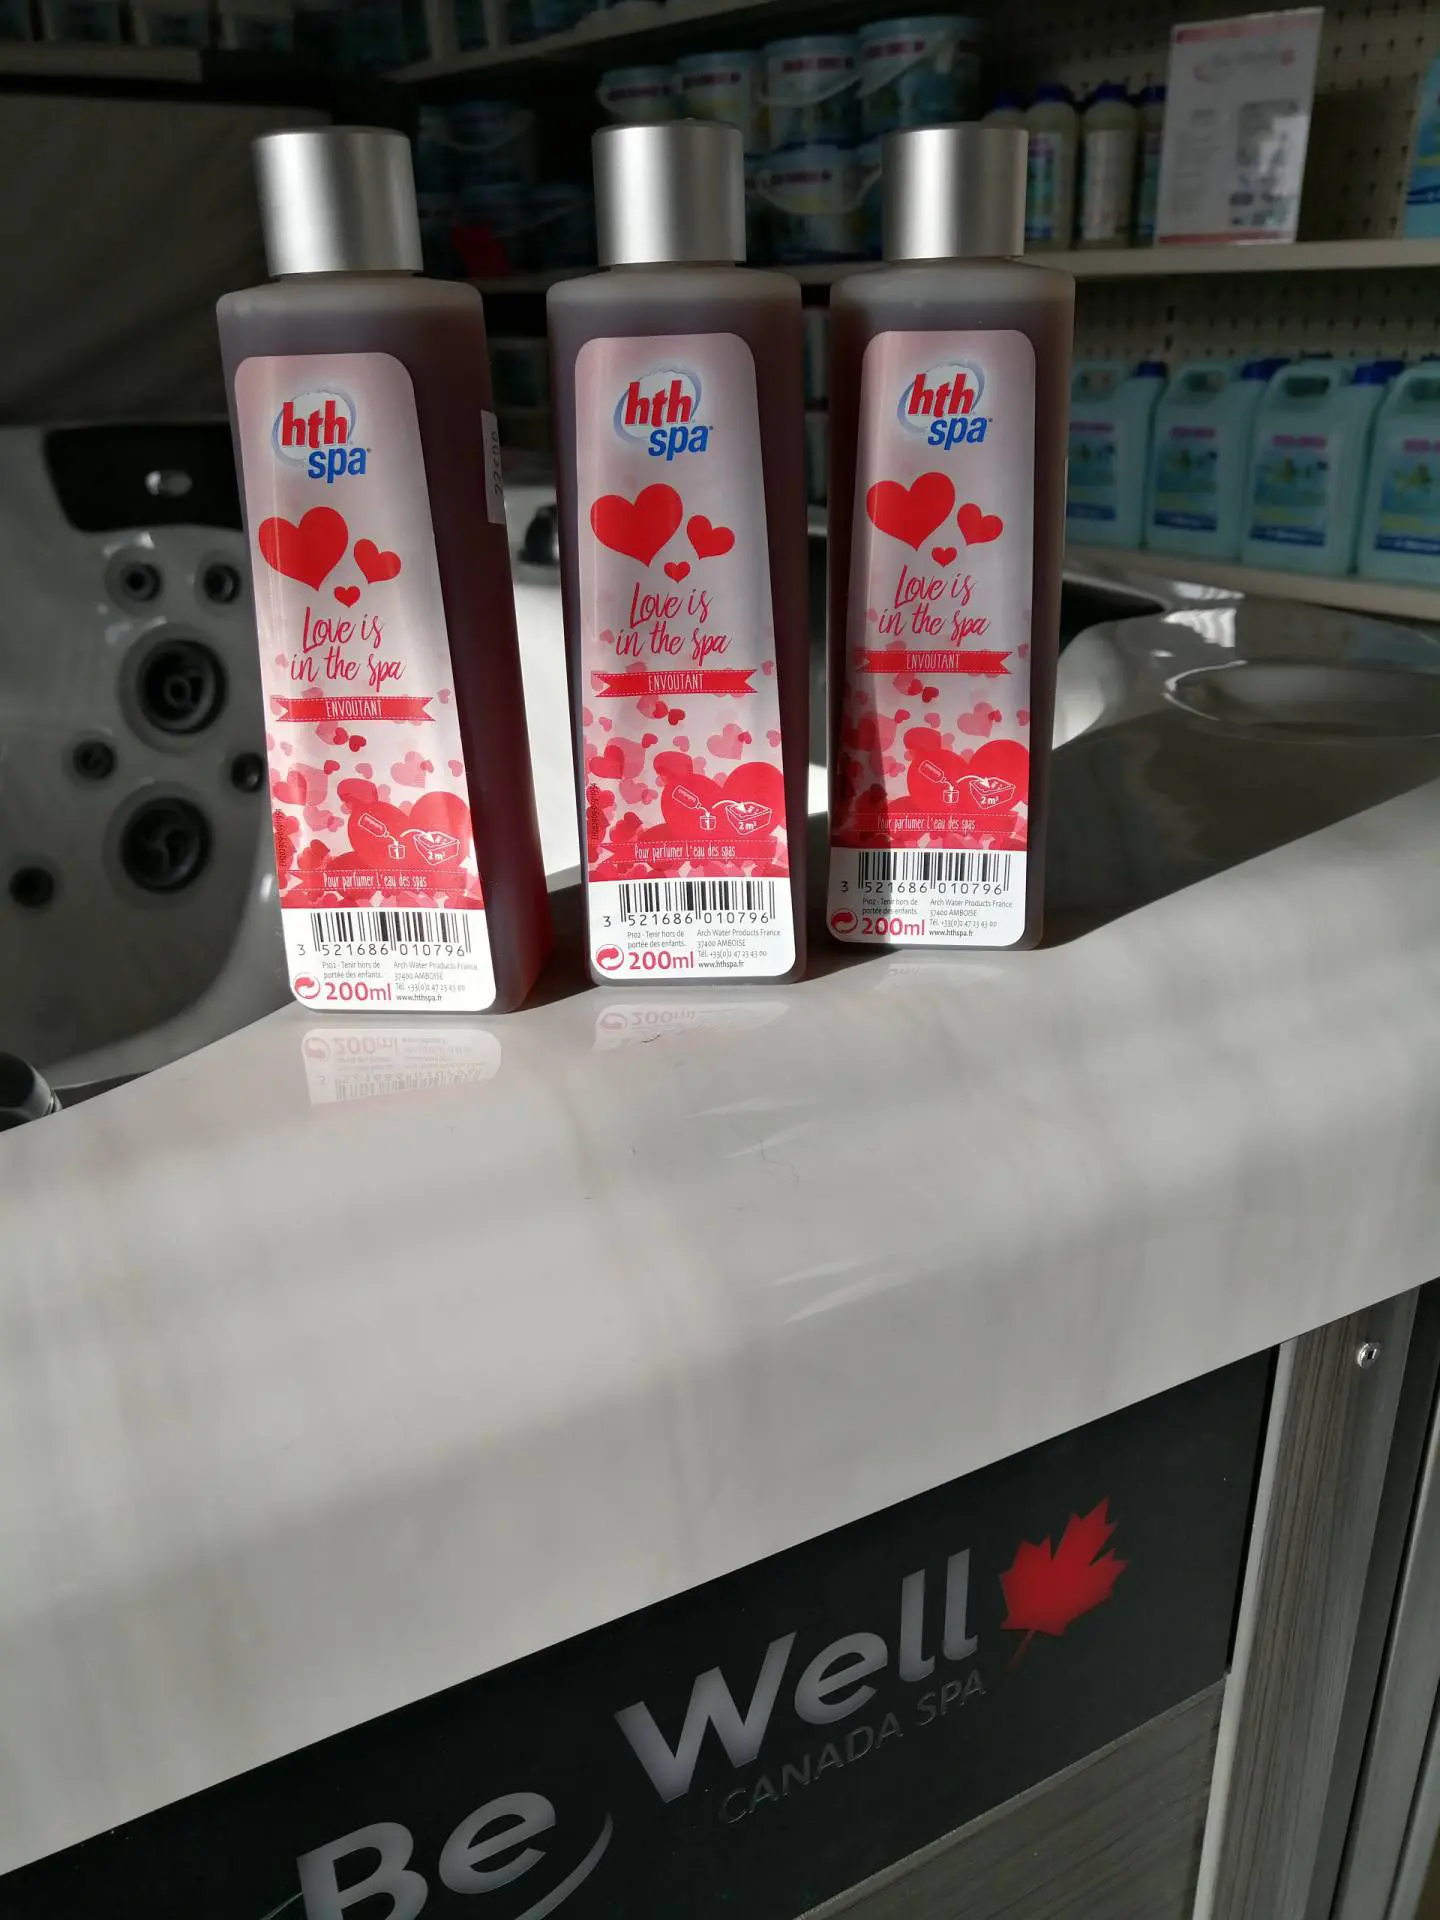 hth
spa
Love is
in the spa
ENVOUTANT
1
2 m³
Pour parfumer l'eau des spas
3 521686 010796
P102 - Tenir hors de
portée des enfants.
Arch Water Products France
37400 AMBOISE
Tél. +33(0)2 47 23 43 00
www.hthspa.fr
200ml
hth
spa
Love is
in the spa
ENVOUTANT
1
2 m³
Pour parfumer l'eau des spas
3 521686 010796
P102 - Tenir hors de
portée des enfants.
Arch Water Products France
37400 AMBOISE
Tél. +33(0)2 47 23 43 00
www.hthspa.fr
200ml
hth
spa
Love is
in the spa
ENVOUTANT
1
2 m³
Pour parfumer l'eau des spas
3 521686 010796
P102 - Tenir hors de
portée des enfants.
Arch Water Products France
37400 AMBOISE
Tél. +33(0)2 47 23 43 00
www.hthspa.fr
200ml
Be Well
CANADA SPA